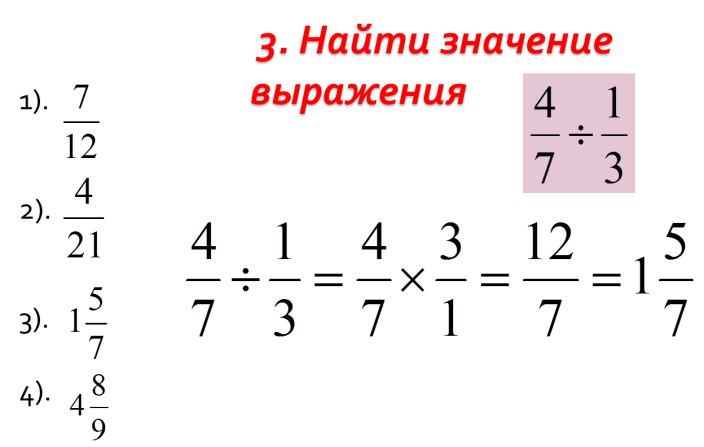 3. Найти значение
выражения
4/7 ÷ 1/3
1). 7/12
2). 4/21
3). 1 5/7
4). 4 8/9
4/7 ÷ 1/3 = 4/7 × 3/1 = 12/7 = 1 5/7